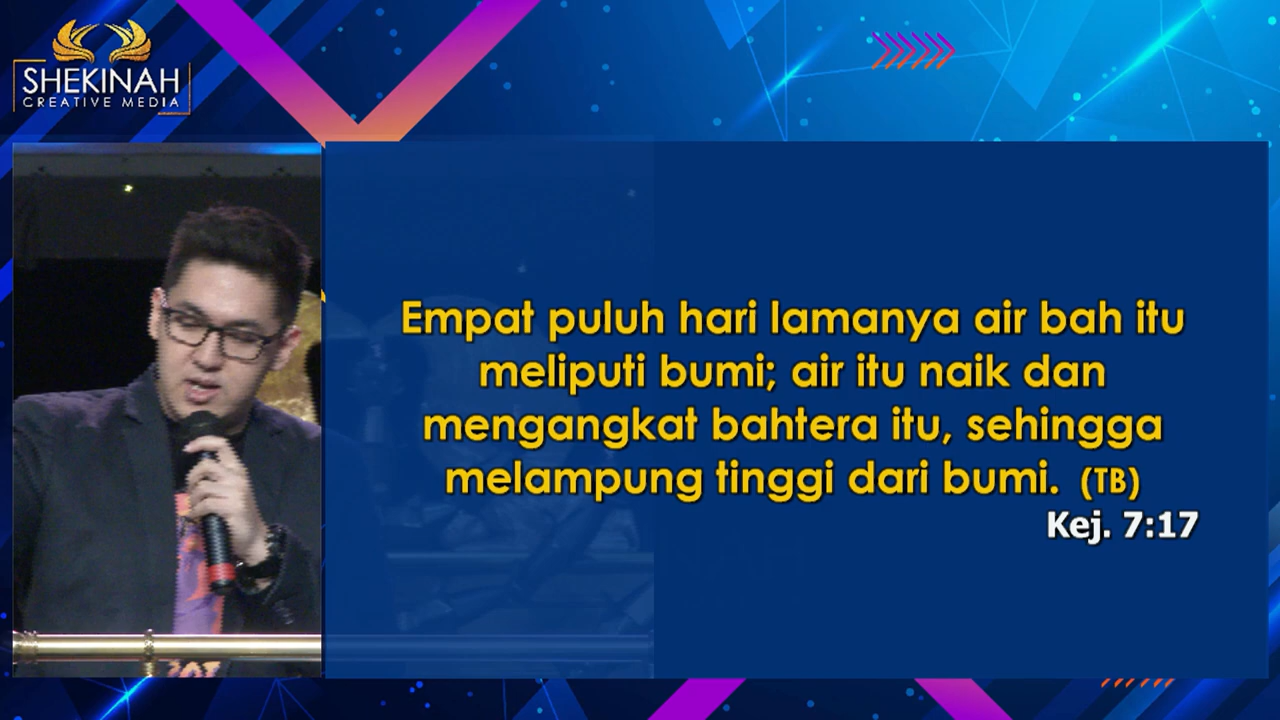 SHEKINAH
CREATIVE MEDIA
Empat puluh hari lamanya air bah itu
meliputi bumi; air itu naik dan
mengangkat bahtera itu, sehingga
melampung tinggi dari bumi. (TB)
Kej. 7:17